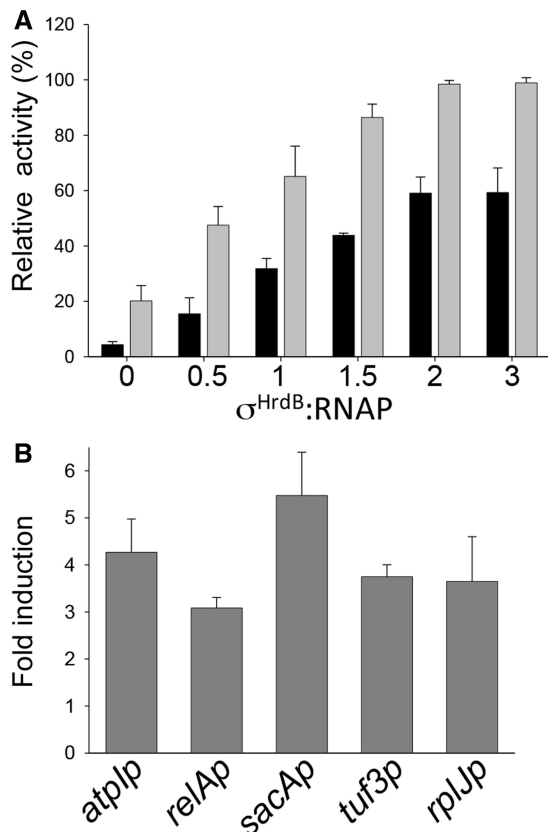 A
Relative activity (%)
120
100
80
60
40
20
0
0 0.5 1 1.5 2 3
σHrdB:RNAP
B
Fold induction
6
5
4
3
2
1
0
atpIp relAp sacAp tuf3p rplJp